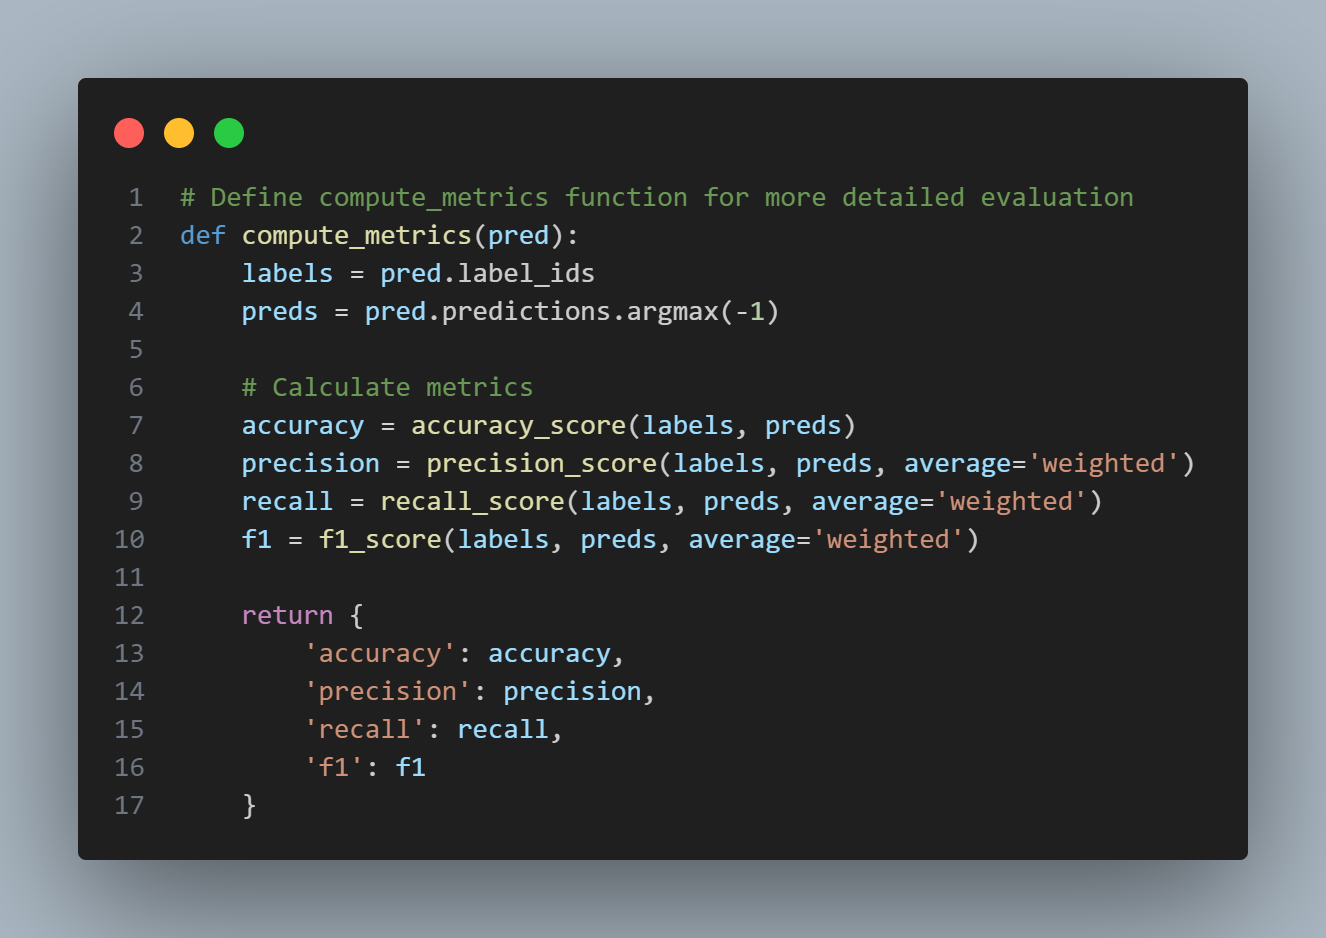 1 # Define compute_metrics function for more detailed evaluation
2 def compute_metrics(pred):
3     labels = pred.label_ids
4     preds = pred.predictions.argmax(-1)
5
6     # Calculate metrics
7     accuracy = accuracy_score(labels, preds)
8     precision = precision_score(labels, preds, average='weighted')
9     recall = recall_score(labels, preds, average='weighted')
10     f1 = f1_score(labels, preds, average='weighted')
11
12     return {
13         'accuracy': accuracy,
14         'precision': precision,
15         'recall': recall,
16         'f1': f1
17     }